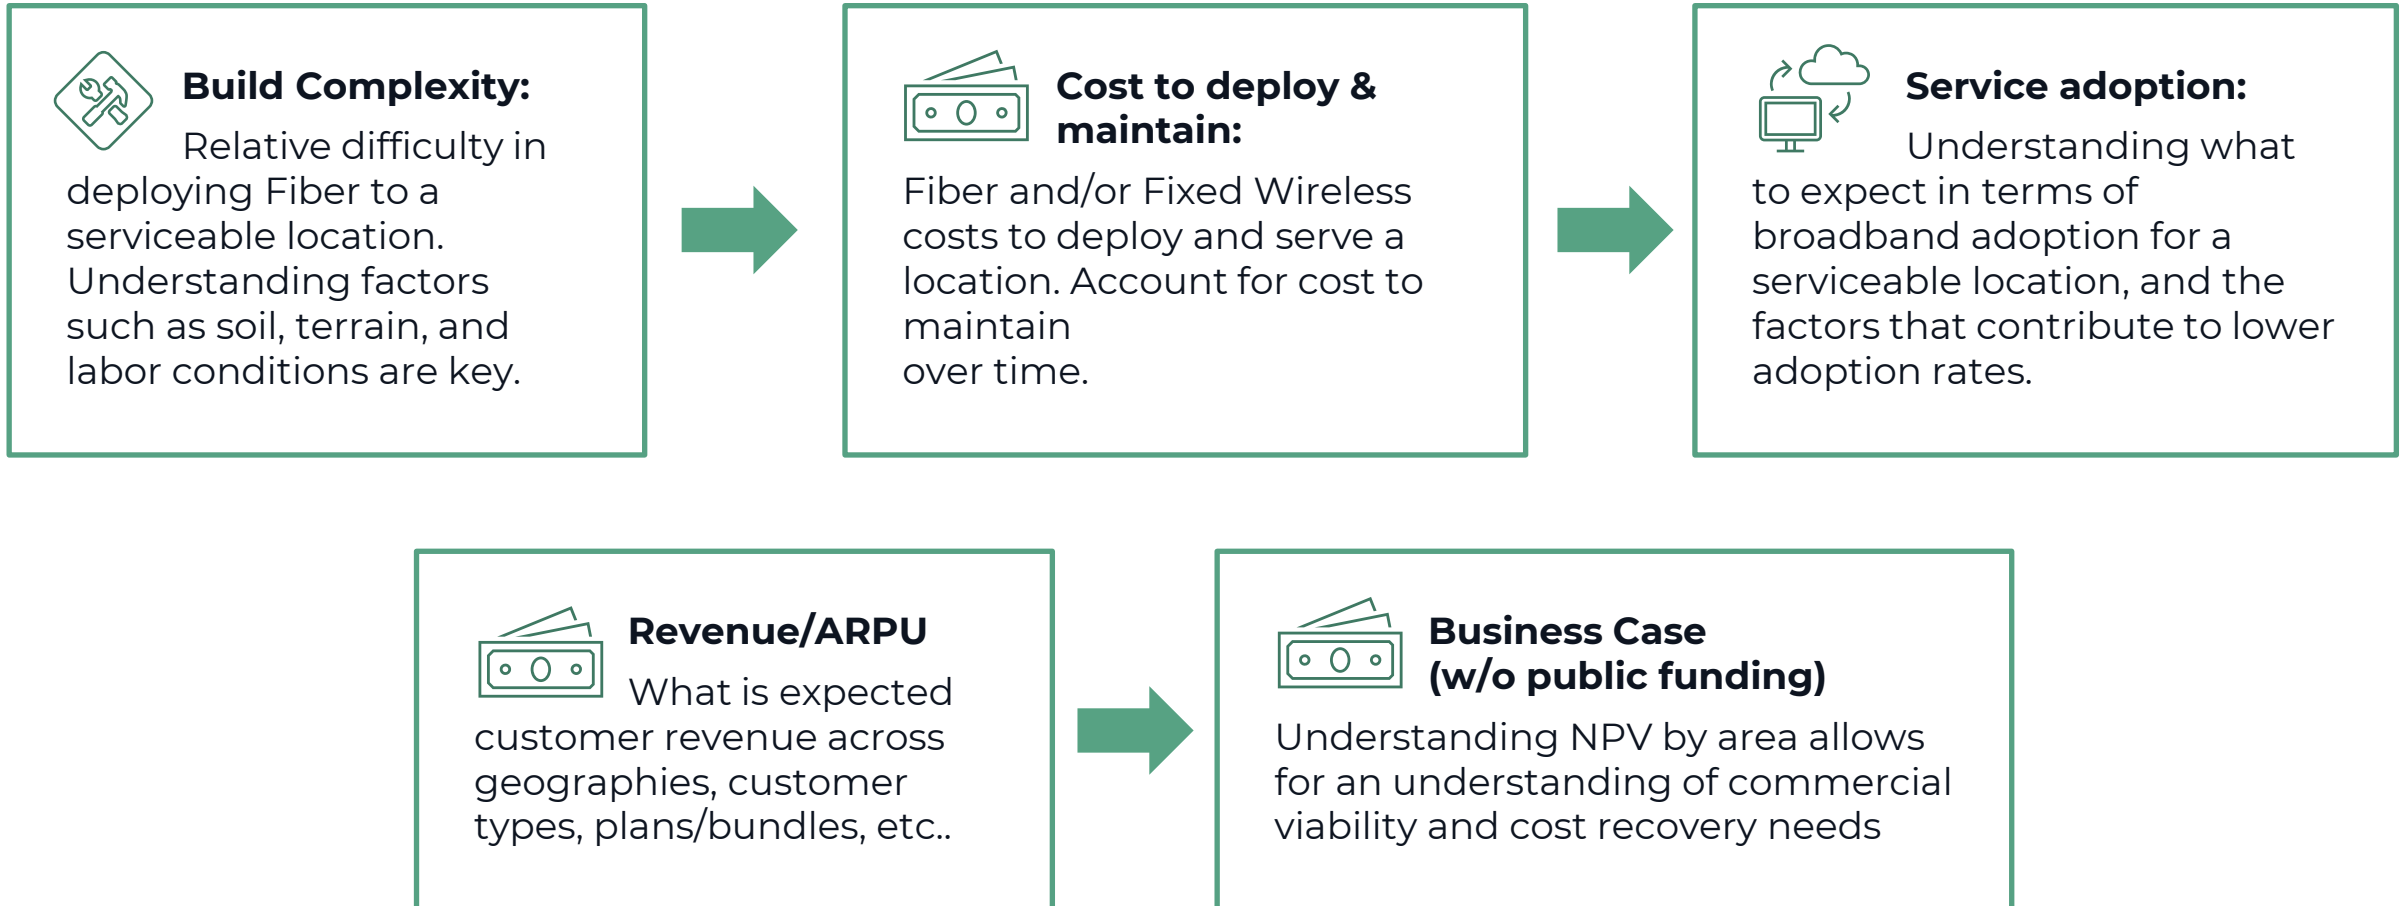 Build Complexity:
Relative difficulty in
deploying Fiber to a
serviceable location.
Understanding factors
such as soil, terrain, and
labor conditions are key.
Cost to deploy &
maintain:
Fiber and/or Fixed Wireless
costs to deploy and serve a
location. Account for cost to
maintain
over time.
Service adoption:
Understanding what
to expect in terms of
broadband adoption for a
serviceable location, and the
factors that contribute to lower
adoption rates.
Revenue/ARPU
What is expected
customer revenue across
geographies, customer
types, plans/bundles, etc..
Business Case
(w/o public funding)
Understanding NPV by area allows
for an understanding of commercial
viability and cost recovery needs